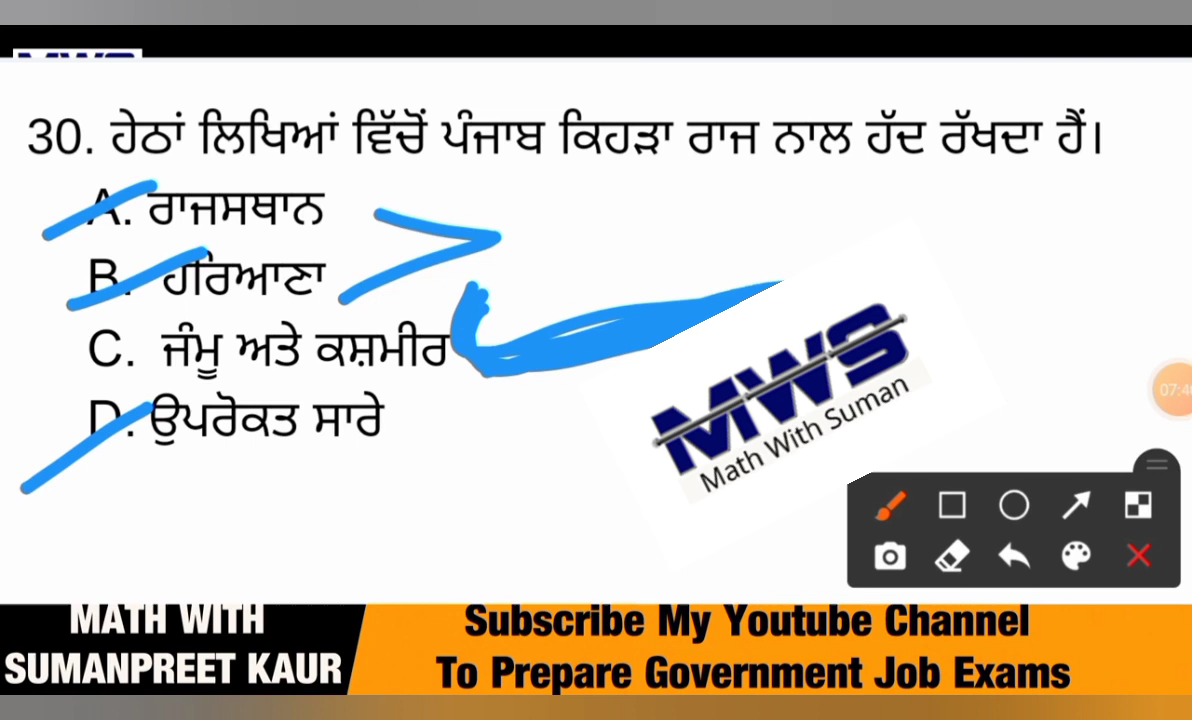 MWS
30. ਹੇਠਾਂ ਲਿਖਿਆਂ ਵਿੱਚੋਂ ਪੰਜਾਬ ਕਿਹੜਾ ਰਾਜ ਨਾਲ ਹੱਦ ਰੱਖਦਾ ਹੈਂ।
A. ਰਾਜਸਥਾਨ
B. ਹਰਿਆਣਾ
C. ਜੰਮੂ ਅਤੇ ਕਸ਼ਮੀਰ
D. ਉਪਰੋਕਤ ਸਾਰੇ
MWS
Math With Suman
MATH WITH
SUMANPREET KAUR
Subscribe My Youtube Channel
To Prepare Government Job Exams